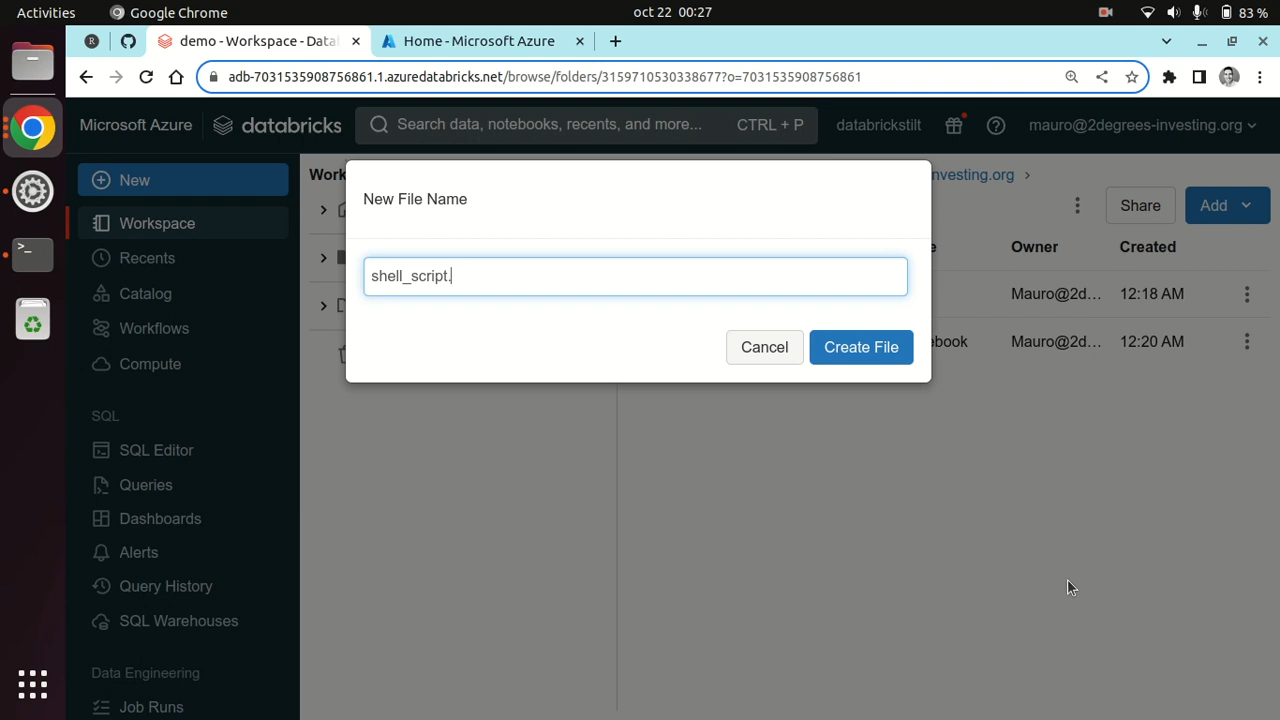 Activities
Google Chrome
oct 22 00:27
83 %
R
demo - Workspace - Data
Home - Microsoft Azure
adb-7031535908756861.1.azuredatabricks.net/browse/folders/3159710530338677?o=7031535908756861
Microsoft Azure
databricks
Search data, notebooks, recents, and more...
CTRL + P
databrickstilt
mauro@2degrees-investing.org
New
Workspace
Recents
Catalog
Workflows
Compute
SQL
SQL Editor
Queries
Dashboards
Alerts
Query History
SQL Warehouses
Data Engineering
Job Runs
Work
nvesting.org
Share
Add
New File Name
shell_script.
Cancel
Create File
e
Owner
Created
Mauro@2d...
12:18 AM
ebook
Mauro@2d...
12:20 AM
>_